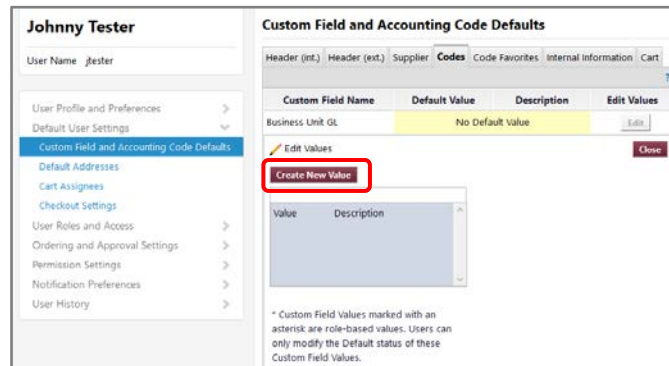 Johnny Tester
User Name jtester
User Profile and Preferences
Default User Settings
Custom Field and Accounting Code Defaults
Default Addresses
Cart Assignees
Checkout Settings
User Roles and Access
Ordering and Approval Settings
Permission Settings
Notification Preferences
User History
Custom Field and Accounting Code Defaults
Header (int.) Header (ext.) Supplier Codes Code Favorites Internal Information Cart
?
Custom Field Name Default Value Description Edit Values
Business Unit GL No Default Value Edit
Edit Values Close
Create New Value
Value Description
* Custom Field Values marked with an
asterisk are role-based values. Users can
only modify the Default status of these
Custom Field Values.